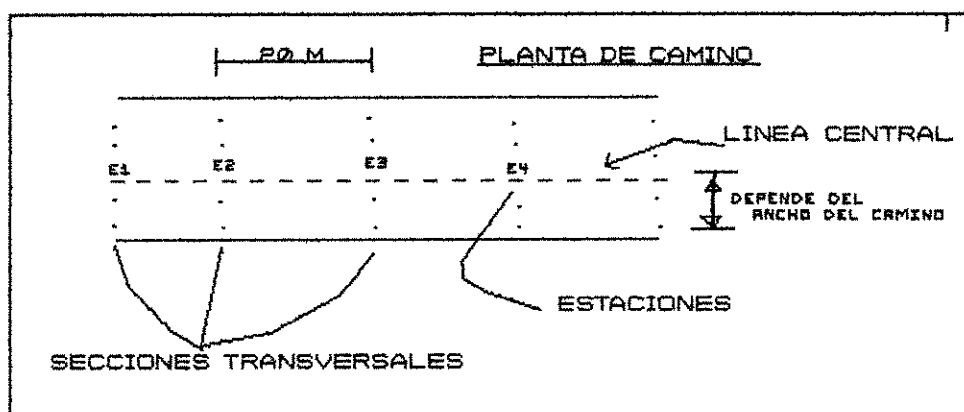 20 M
PLANTA DE CAMINO
LINEA CENTRAL
E1 E2 E3 E4
DEPENDE DEL
ANCHO DEL CAMINO
ESTACIONES
SECCIONES TRANSVERSALES